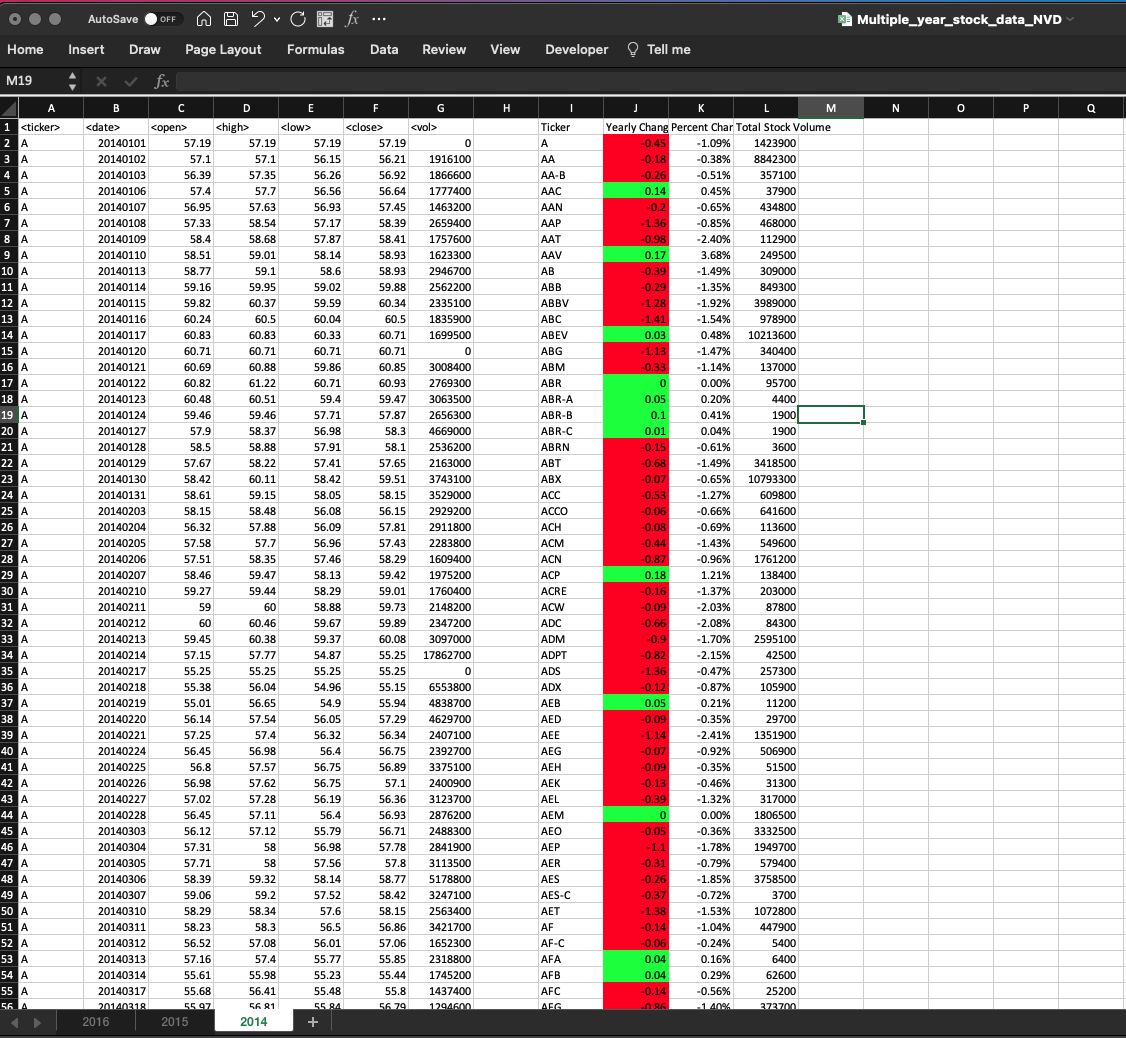 AutoSave OFF Multiple_year_stock_data_NVD
Home Insert Draw Page Layout Formulas Data Review View Developer Tell me
M19 fx
A B C D E F G H I J K L M N O P Q
1 <ticker> <date> <open> <high> <low> <close> <vol> Ticker Yearly Chang Percent Char Total Stock Volume
2 A 20140101 57.19 57.19 57.19 57.19 0 A -0.45 -1.09% 1423900
3 A 20140102 57.1 57.1 56.15 56.21 1916100 AA -0.18 -0.38% 8842300
4 A 20140103 56.39 57.35 56.26 56.92 1866600 AA-B -0.26 -0.51% 357100
5 A 20140106 57.4 57.7 56.56 56.64 1777400 AAC 0.14 0.45% 37900
6 A 20140107 56.95 57.63 56.93 57.45 1463200 AAN -0.2 -0.65% 434800
7 A 20140108 57.33 58.54 57.17 58.39 2659400 AAP -1.36 -0.85% 468000
8 A 20140109 58.4 58.68 57.87 58.41 1757600 AAT -0.98 -2.40% 112900
9 A 20140110 58.51 59.01 58.14 58.93 1623300 AAV 0.17 3.68% 249500
10 A 20140113 58.77 59.1 58.6 58.93 2946700 AB -0.39 -1.49% 309000
11 A 20140114 59.16 59.95 59.02 59.88 2562200 ABB -0.29 -1.35% 849300
12 A 20140115 59.82 60.37 59.59 60.34 2335100 ABBV -1.28 -1.92% 3989000
13 A 20140116 60.24 60.5 60.04 60.5 1835900 ABC -1.41 -1.54% 978900
14 A 20140117 60.83 60.83 60.33 60.71 1699500 ABEV 0.03 0.48% 10213600
15 A 20140120 60.71 60.71 60.71 60.71 0 ABG -1.13 -1.47% 340400
16 A 20140121 60.69 60.88 59.86 60.85 3008400 ABM -0.33 -1.14% 137000
17 A 20140122 60.82 61.22 60.71 60.93 2769300 ABR 0 0.00% 95700
18 A 20140123 60.48 60.51 59.4 59.47 3063500 ABR-A 0.05 0.20% 4400
19 A 20140124 59.46 59.46 57.71 57.87 2656300 ABR-B 0.1 0.41% 1900
20 A 20140127 57.9 58.37 56.98 58.3 4669000 ABR-C 0.01 0.04% 1900
21 A 20140128 58.5 58.88 57.91 58.1 2536200 ABRN -0.15 -0.61% 3600
22 A 20140129 57.67 58.22 57.41 57.65 2163000 ABT -0.68 -1.49% 3418500
23 A 20140130 58.42 60.11 58.42 59.51 3743100 ABX -0.07 -0.65% 10793300
24 A 20140131 58.61 59.15 58.05 58.15 3529000 ACC -0.53 -1.27% 609800
25 A 20140203 58.15 58.48 56.08 56.15 2929200 ACCO -0.06 -0.66% 641600
26 A 20140204 56.32 57.88 56.09 57.81 2911800 ACH -0.08 -0.69% 113600
27 A 20140205 57.58 57.7 56.96 57.43 2283800 ACM -0.44 -1.43% 549600
28 A 20140206 57.51 58.35 57.46 58.29 1609400 ACN -0.87 -0.96% 1761200
29 A 20140207 58.46 59.47 58.13 59.42 1975200 ACP 0.18 1.21% 138400
30 A 20140210 59.27 59.44 58.29 59.01 1760400 ACRE -0.16 -1.37% 203000
31 A 20140211 59 60 58.88 59.73 2148200 ACW -0.09 -2.03% 87800
32 A 20140212 60 60.46 59.67 59.89 2347200 ADC -0.66 -2.08% 84300
33 A 20140213 59.45 60.38 59.37 60.08 3097000 ADM -0.9 -1.70% 2595100
34 A 20140214 57.15 57.77 54.87 55.25 17862700 ADPT -0.82 -2.15% 42500
35 A 20140217 55.25 55.25 55.25 55.25 0 ADS -1.36 -0.47% 257300
36 A 20140218 55.38 56.04 54.96 55.15 6553800 ADX -0.12 -0.87% 105900
37 A 20140219 55.01 56.65 54.9 55.94 4838700 AEB 0.05 0.21% 11200
38 A 20140220 56.14 57.54 56.05 57.29 4629700 AED -0.09 -0.35% 29700
39 A 20140221 57.25 57.4 56.32 56.34 2407100 AEE -1.14 -2.41% 1351900
40 A 20140224 56.45 56.98 56.4 56.75 2392700 AEG -0.07 -0.92% 506900
41 A 20140225 56.8 57.57 56.75 56.89 3375100 AEH -0.09 -0.35% 51500
42 A 20140226 56.98 57.62 56.75 57.1 2400900 AEK -0.13 -0.46% 31300
43 A 20140227 57.02 57.28 56.19 56.36 3123700 AEL -0.39 -1.32% 317000
44 A 20140228 56.45 57.11 56.4 56.93 2876200 AEM 0 0.00% 1806500
45 A 20140303 56.12 57.12 55.79 56.71 2488300 AEO -0.05 -0.36% 3332500
46 A 20140304 57.31 58 56.98 57.78 2841900 AEP -1.1 -1.78% 1949700
47 A 20140305 57.71 58 57.56 57.8 3113500 AER -0.31 -0.79% 579400
48 A 20140306 58.39 59.32 58.14 58.77 5178800 AES -0.26 -1.85% 3758500
49 A 20140307 59.06 59.2 57.52 58.42 3247100 AES-C -0.37 -0.72% 3700
50 A 20140310 58.29 58.34 57.6 58.15 2563400 AET -1.38 -1.53% 1072800
51 A 20140311 58.23 58.3 56.5 56.86 3421700 AF -0.14 -1.04% 447900
52 A 20140312 56.52 57.08 56.01 57.06 1652300 AF-C -0.06 -0.24% 5400
53 A 20140313 57.16 57.4 55.77 55.85 2318800 AFA 0.04 0.16% 6400
54 A 20140314 55.61 55.98 55.23 55.44 1745200 AFB 0.04 0.29% 62600
55 A 20140317 55.68 56.41 55.48 55.8 1437400 AFC -0.14 -0.56% 25200
56 A 20140318 55.97 56.81 55.84 56.79 1294600 AFG -0.86 -1.40% 373700
2016 2015 2014 +